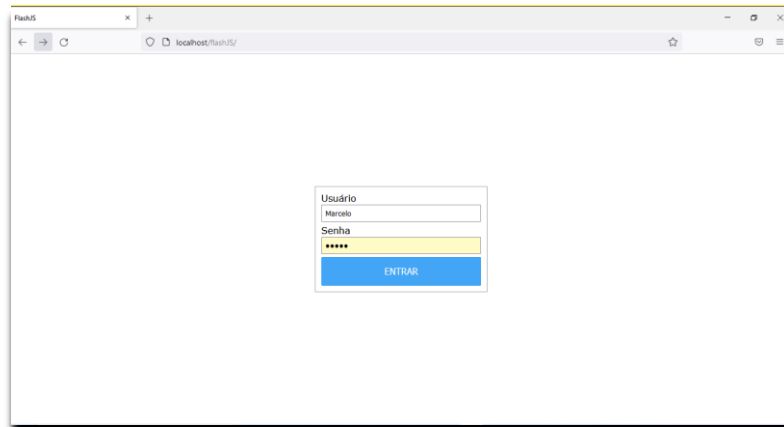 FlashJS
localhost/flashJS/
Usuário
Marcelo
Senha
ENTRAR